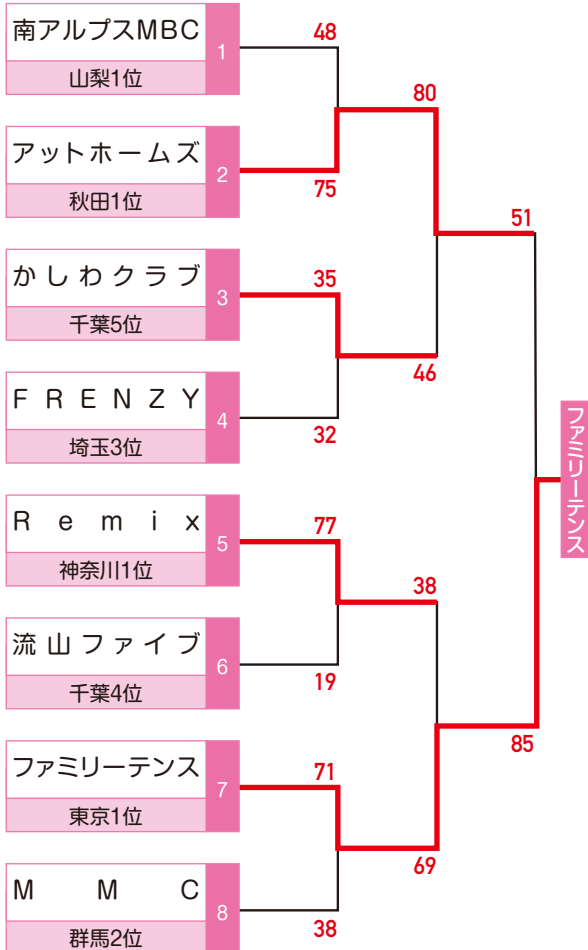 南アルプスMBC
山梨1位
1
48
80
アットホームズ
秋田1位
2
75
51
かしわクラブ
千葉5位
3
35
46
FRENZY
埼玉3位
4
32
ファミリーテンス
Remix
神奈川1位
5
77
38
流山ファイブ
千葉4位
6
19
85
ファミリーテンス
東京1位
7
71
69
MMC
群馬2位
8
38